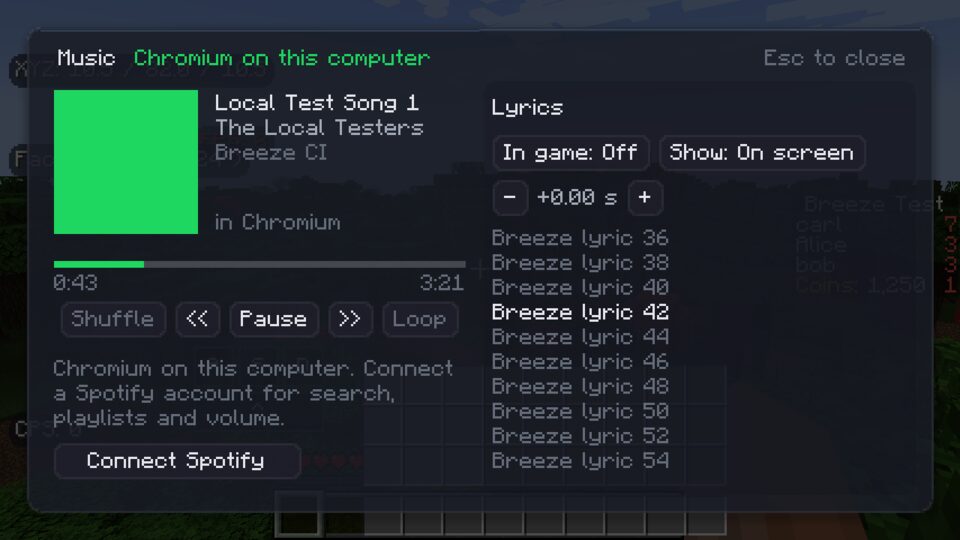 Music Chromium on this computer
Esc to close
Local Test Song 1
The Local Testers
Breeze CI
in Chromium
0:43
3:21
Shuffle << Pause >> Loop
Chromium on this computer. Connect
a Spotify account for search,
playlists and volume.
Connect Spotify
Lyrics
In game: Off
Show: On screen
- +0.00 s +
Breeze lyric 36
Breeze lyric 38
Breeze lyric 40
Breeze lyric 42
Breeze lyric 44
Breeze lyric 46
Breeze lyric 48
Breeze lyric 50
Breeze lyric 52
Breeze lyric 54
Breeze Test
carl 7
Alice 3
bob 3
Coins: 1,250 1